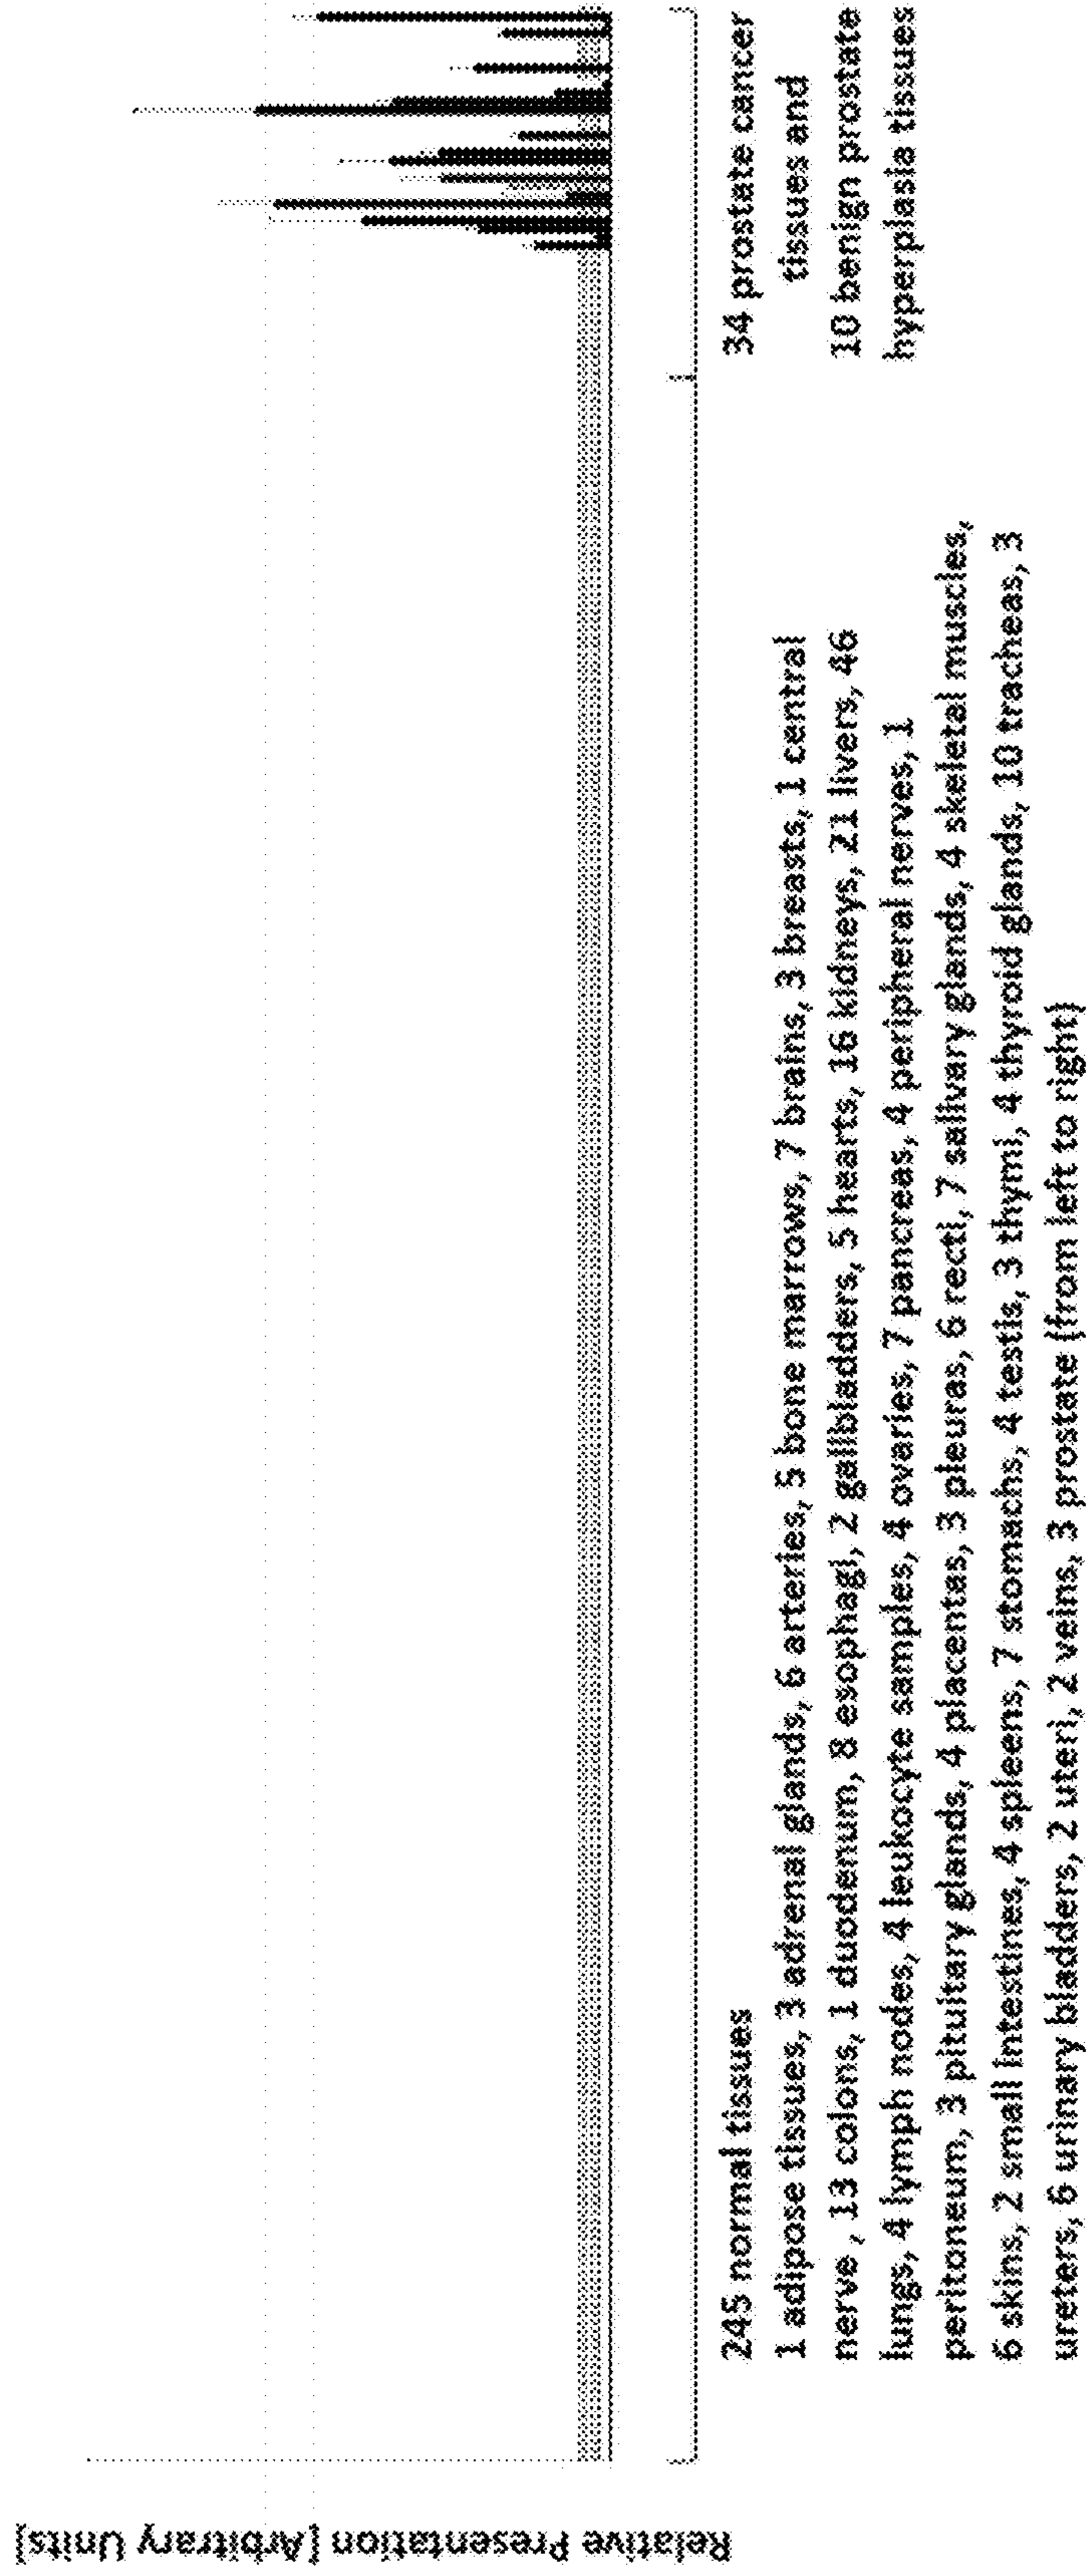 Relative Presentation [Arbitrary Units]
245 normal tissues
1 adipose tissues, 3 adrenal glands, 6 arteries, 5 bone marrows, 7 brains, 3 breasts, 1 central
nerve , 13 colons, 1 duodenum, 8 esophagi, 2 gallbladders, 5 hearts, 16 kidneys, 21 livers, 46
lungs, 4 lymph nodes, 4 leukocyte samples, 4 ovaries, 7 pancreas, 4 peripheral nerves, 1
peritoneum, 3 pituitary glands, 4 placentas, 3 pleuras, 6 recti, 7 salivary glands, 4 skeletal muscles,
6 skins, 2 small intestines, 4 spleens, 7 stomachs, 4 testis, 3 thymi, 4 thyroid glands, 10 tracheas, 3
ureters, 6 urinary bladders, 2 uteri, 2 veins, 3 prostate (from left to right)
34 prostate cancer
tissues and
10 benign prostate
hyperplasia tissues